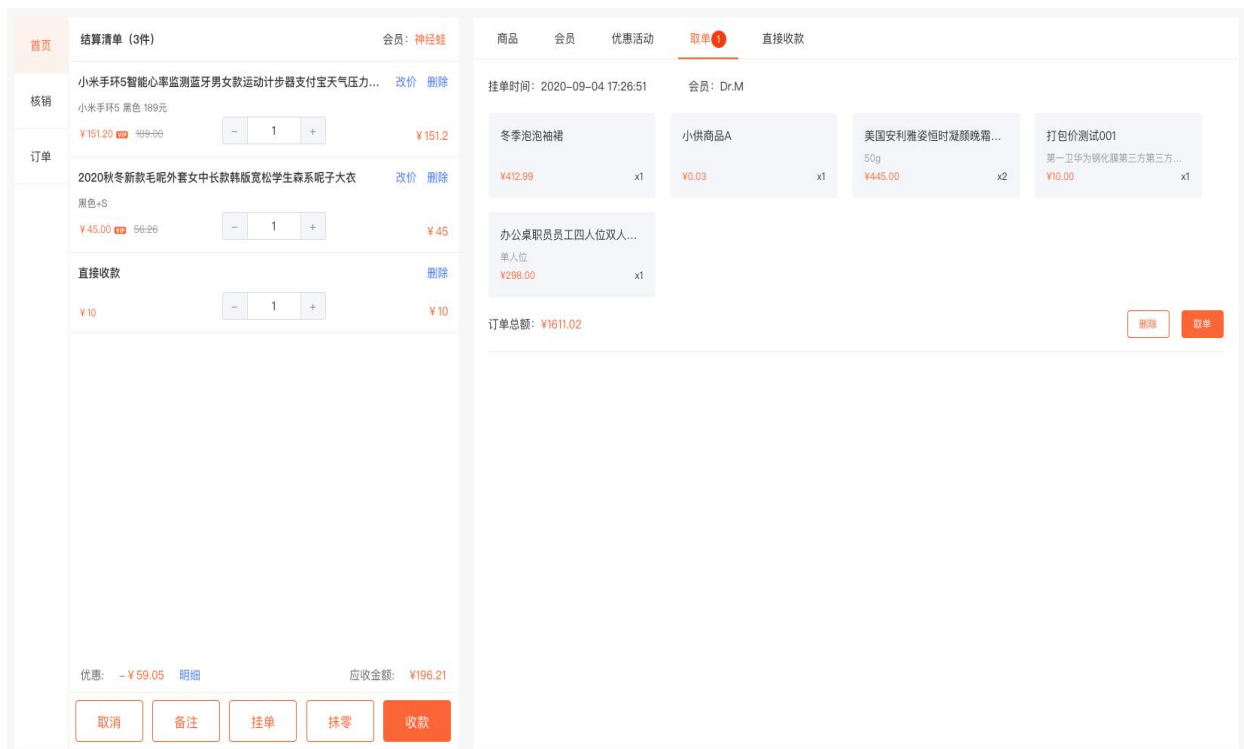 首页
核销
订单
结算清单（3件）
会员：神经蛙
小米手环5智能心率监测蓝牙男女款运动计步器支付宝天气压力... 改价 删除
小米手环5 黑色 189元
¥151.20 VIP 189.00 － 1 + ¥151.2
2020秋冬新款毛呢外套女中长款韩版宽松学生森系呢子大衣 改价 删除
黑色+S
¥45.00 VIP 56.26 － 1 + ¥45
直接收款 删除
¥10 － 1 + ¥10
优惠: －¥59.05 明细 应收金额: ¥196.21
取消 备注 挂单 抹零 收款
商品 会员 优惠活动 取单 1 直接收款
挂单时间：2020-09-04 17:26:51 会员：Dr.M
冬季泡泡袖裙
¥412.99 x1
小供商品A
¥0.03 x1
美国安利雅姿恒时凝颜晚霜...
50g
¥445.00 x2
打包价测试001
第一卫华为钢化膜第三方第三方...
¥10.00 x1
办公桌职员员工四人位双人...
单人位
¥298.00 x1
订单总额：¥1611.02 删除 取单